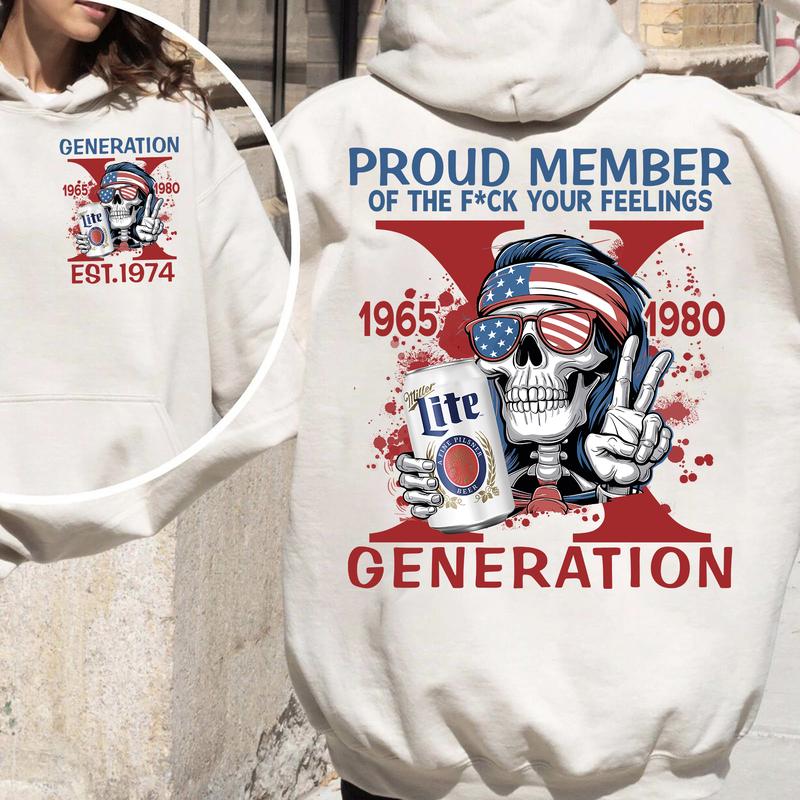 GENERATION
X
1965 1980
Lite
EST.1974
PROUD MEMBER
OF THE F*CK YOUR FEELINGS
X
1965 1980
Miller
Lite
A FINE PILSNER
BEER
GENERATION